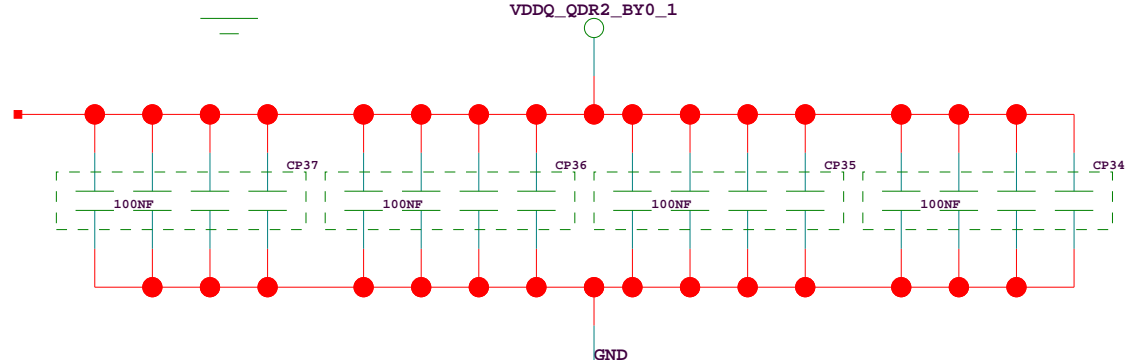 VDDQ_QDR2_BY0_1
CP37
CP36
CP35
CP34
100NF
100NF
100NF
100NF
GND